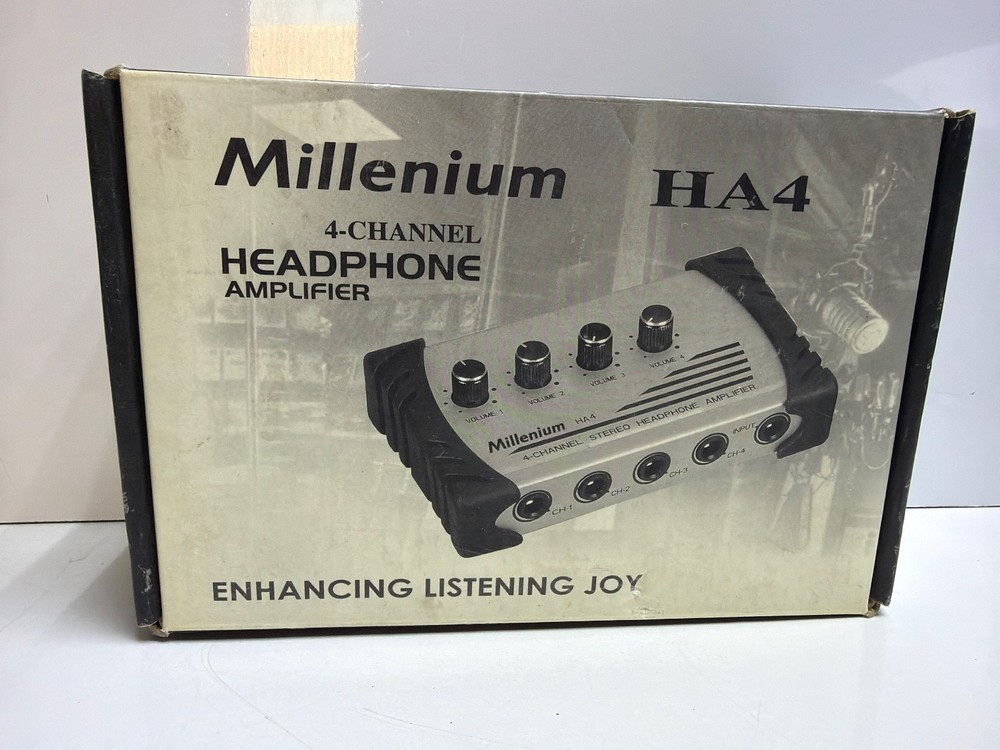 Millenium
HA4
4-CHANNEL
HEADPHONE
AMPLIFIER
VOLUME 1
VOLUME 2
VOLUME 3
VOLUME 4
Millenium HA4
4-CHANNEL STEREO HEADPHONE AMPLIFIER
CH-1
CH-2
CH-3
CH-4
INPUT
ENHANCING LISTENING JOY